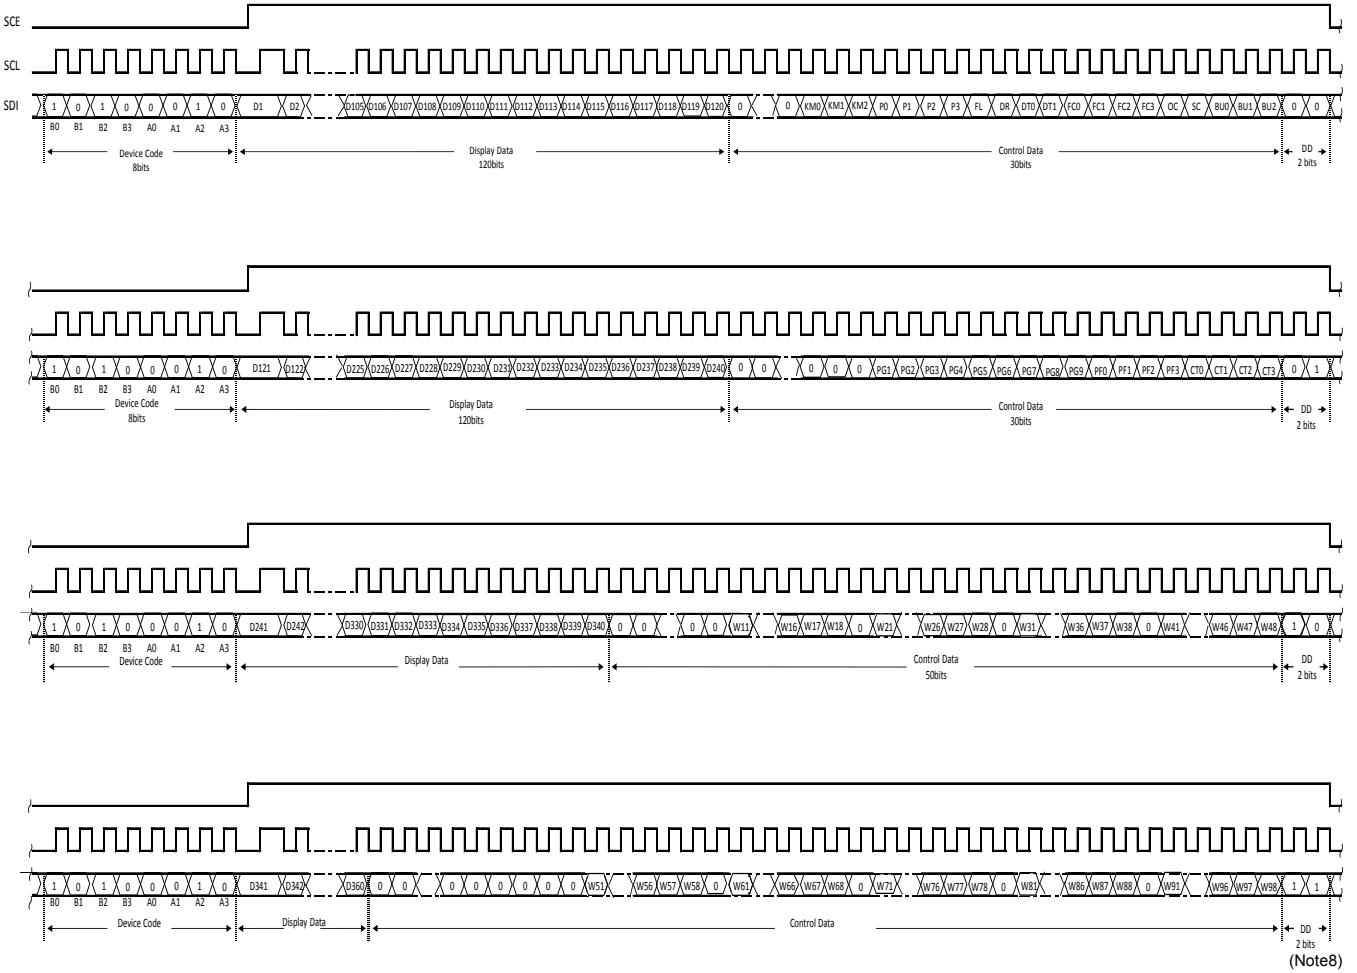 SCE
SCL
SDI 1 0 1 0 0 0 1 0 D1 D2 D105 D106 D107 D108 D109 D110 D111 D112 D113 D114 D115 D116 D117 D118 D119 D120 0 0 KM0 KM1 KM2 P0 P1 P2 P3 FL DR DT0 DT1 FC0 FC1 FC2 FC3 OC SC BU0 BU1 BU2 0 0
B0 B1 B2 B3 A0 A1 A2 A3
Device Code Display Data Control Data DD
8bits 120bits 30bits 2 bits
1 0 1 0 0 0 1 0 D121 D122 D225 D226 D227 D228 D229 D230 D231 D232 D233 D234 D235 D236 D237 D238 D239 D240 0 0 0 0 0 PG1 PG2 PG3 PG4 PG5 PG6 PG7 PG8 PG9 PF0 PF1 PF2 PF3 CT0 CT1 CT2 CT3 0 1
B0 B1 B2 B3 A0 A1 A2 A3
Device Code Display Data Control Data DD
8bits 120bits 30bits 2 bits
1 0 1 0 0 0 1 0 D241 D242 D330 D331 D332 D333 D334 D335 D336 D337 D338 D339 D340 0 0 0 0 W11 W16 W17 W18 0 W21 W26 W27 W28 0 W31 W36 W37 W38 0 W41 W46 W47 W48 1 0
B0 B1 B2 B3 A0 A1 A2 A3
Device Code Display Data Control Data DD
50bits 2 bits
1 0 1 0 0 0 1 0 D341 D342 D360 0 0 0 0 0 0 0 0 W51 W56 W57 W58 0 W61 W66 W67 W68 0 W71 W76 W77 W78 0 W81 W86 W87 W88 0 W91 W96 W97 W98 1 1
B0 B1 B2 B3 A0 A1 A2 A3
Device Code Display Data Control Data DD
2 bits
(Note8)